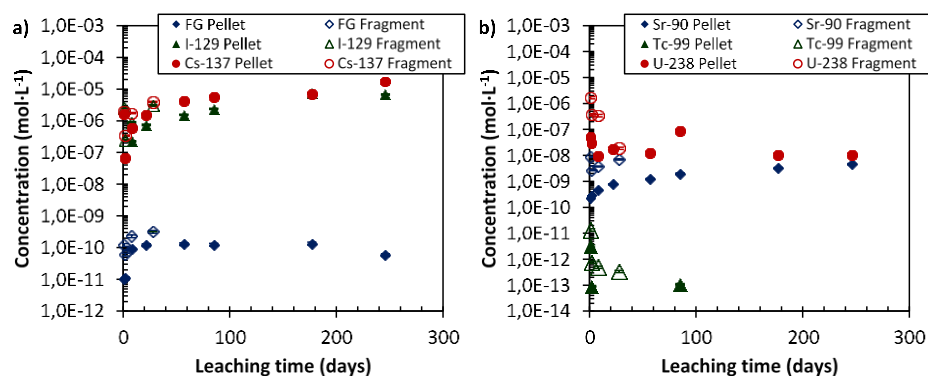 a)
◆ FG Pellet ◇ FG Fragment
▲ I-129 Pellet △ I-129 Fragment
● Cs-137 Pellet ○ Cs-137 Fragment
Concentration (mol·L⁻¹)
1,0E-03
1,0E-04
1,0E-05
1,0E-06
1,0E-07
1,0E-08
1,0E-09
1,0E-10
1,0E-11
1,0E-12
0 100 200 300
Leaching time (days)
b)
◆ Sr-90 Pellet ◇ Sr-90 Fragment
▲ Tc-99 Pellet △ Tc-99 Fragment
● U-238 Pellet ○ U-238 Fragment
Concentration (mol·L⁻¹)
1,0E-03
1,0E-04
1,0E-05
1,0E-06
1,0E-07
1,0E-08
1,0E-09
1,0E-10
1,0E-11
1,0E-12
1,0E-13
1,0E-14
0 100 200 300
Leaching time (days)